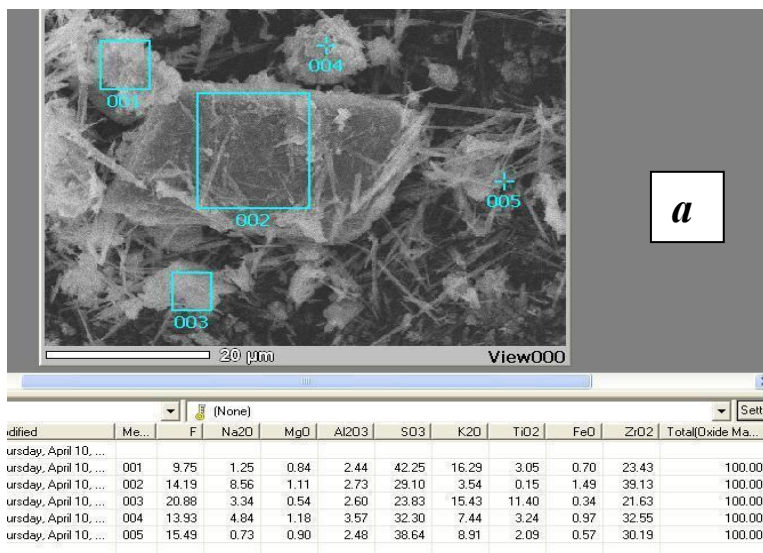 004
001
005
002
a
003
20 µm View000
(None) Sett
dified Me... F Na2O MgO Al2O3 SO3 K2O TiO2 FeO ZrO2 Total(Oxide Ma...
ursday, April 10, ...
ursday, April 10, ... 001 9.75 1.25 0.84 2.44 42.25 16.29 3.05 0.70 23.43 100.00
ursday, April 10, ... 002 14.19 8.56 1.11 2.73 29.10 3.54 0.15 1.49 39.13 100.00
ursday, April 10, ... 003 20.88 3.34 0.54 2.60 23.83 15.43 11.40 0.34 21.63 100.00
ursday, April 10, ... 004 13.93 4.84 1.18 3.57 32.30 7.44 3.24 0.97 32.55 100.00
ursday, April 10, ... 005 15.49 0.73 0.90 2.48 38.64 8.91 2.09 0.57 30.19 100.00